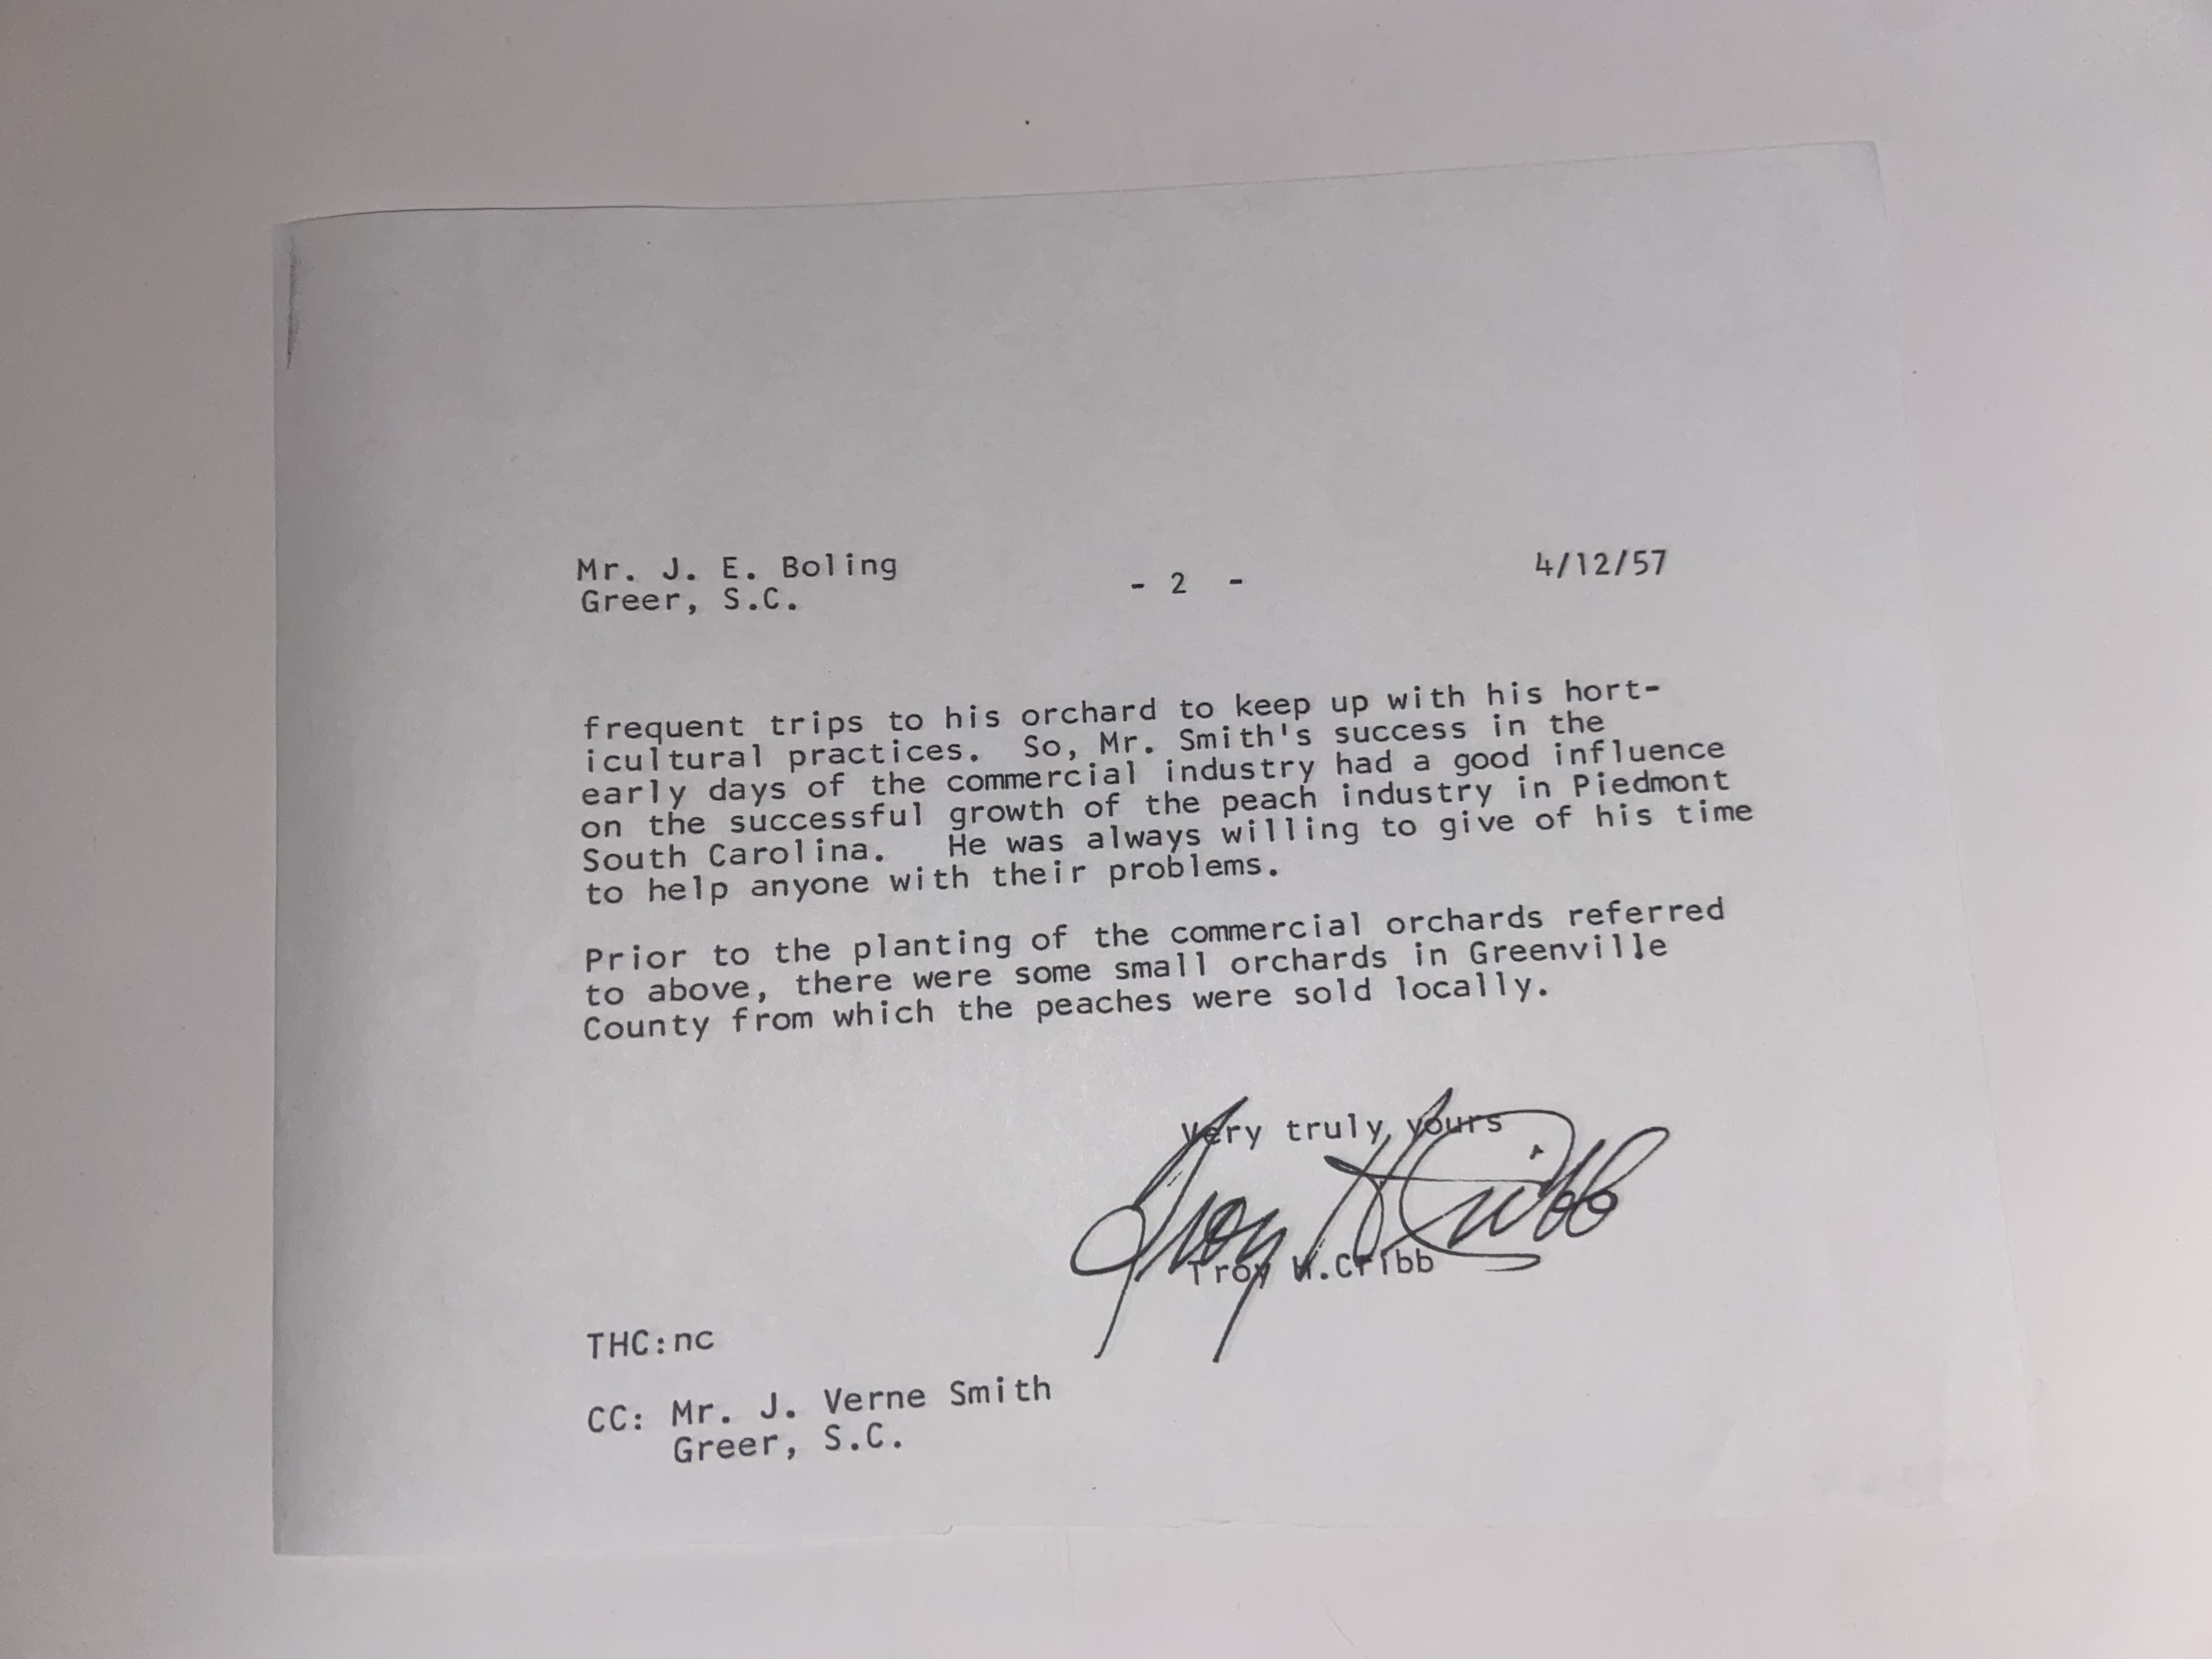 Mr. J. E. Boling - 2 - 4/12/57
Greer, S.C.
frequent trips to his orchard to keep up with his hort-
icultural practices. So, Mr. Smith's success in the
early days of the commercial industry had a good influence
on the successful growth of the peach industry in Piedmont
South Carolina. He was always willing to give of his time
to help anyone with their problems.
Prior to the planting of the commercial orchards referred
to above, there were some small orchards in Greenville
County from which the peaches were sold locally.
Very truly yours
Troy H Cribb
Troy H.Cribb
THC:nc
CC: Mr. J. Verne Smith
Greer, S.C.